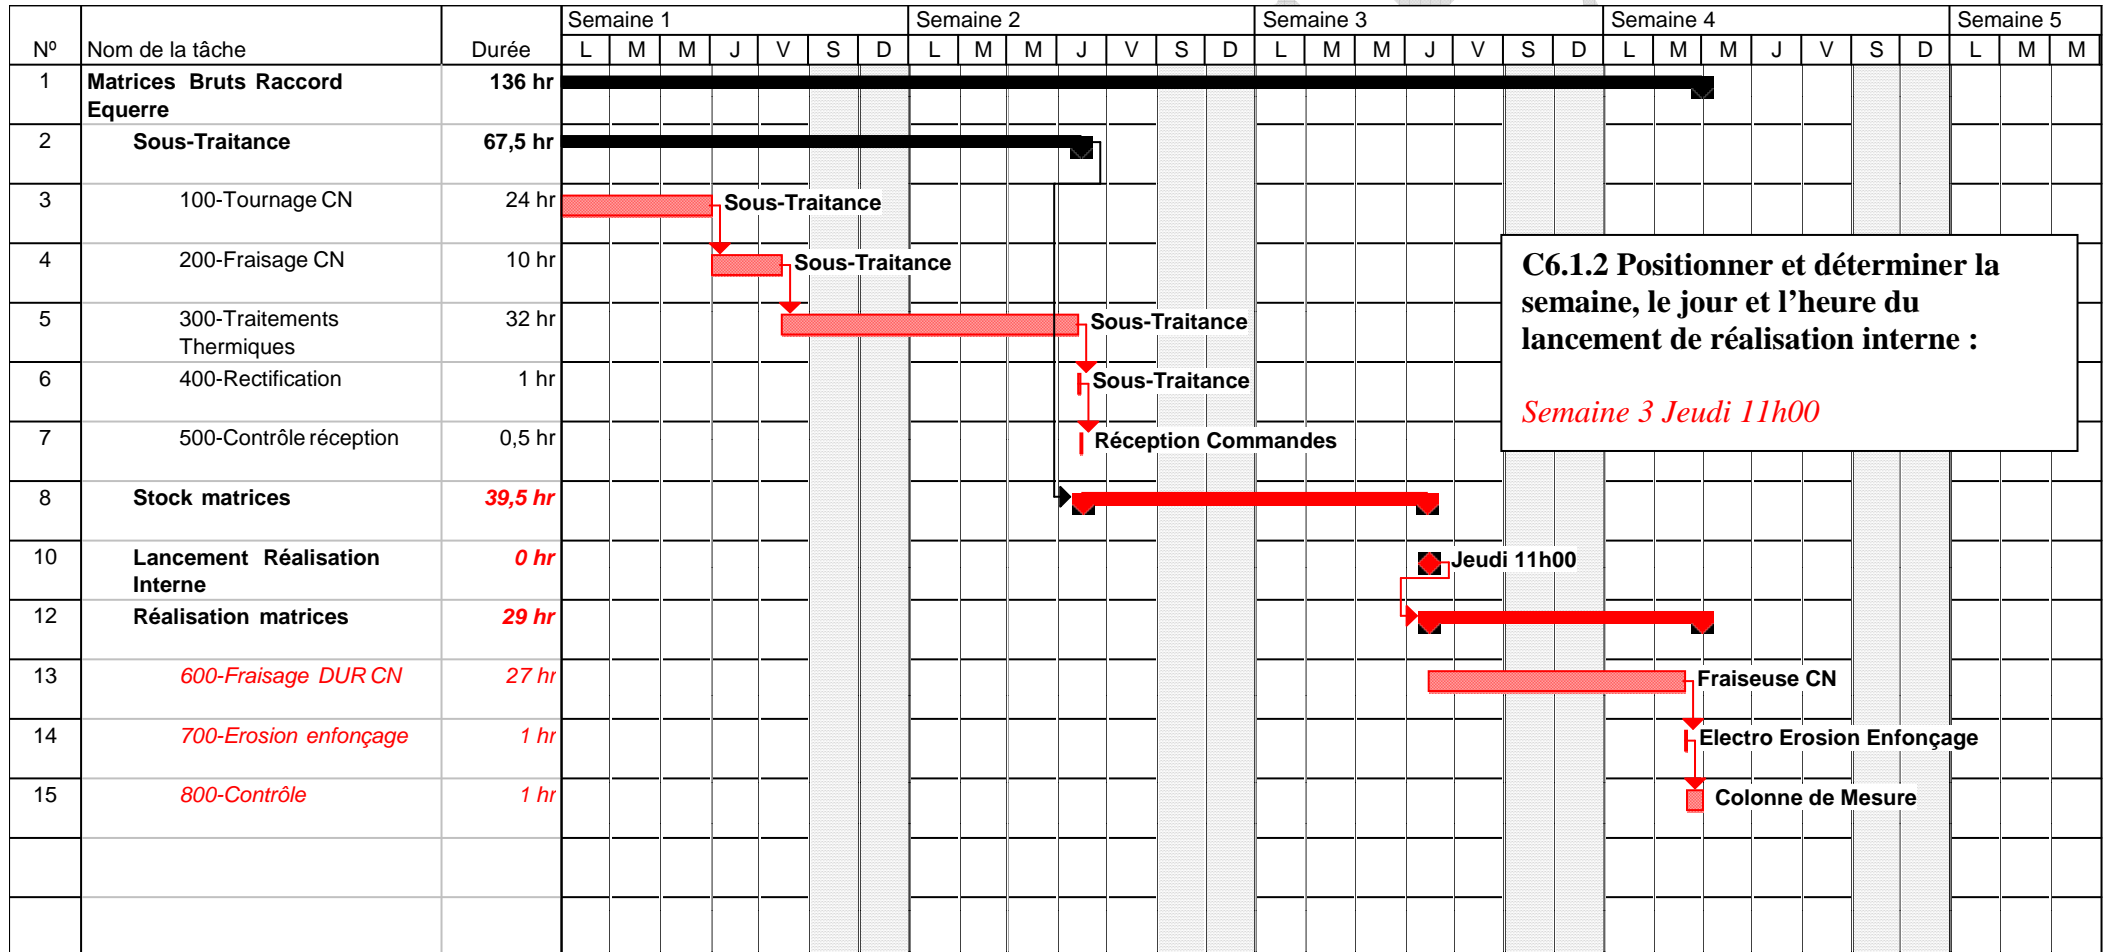 Semaine 1 Semaine 2 Semaine 3 Semaine 4 Semaine 5
Nº Nom de la tâche Durée L M M J V S D L M M J V S D L M M J V S D L M M J V S D L M M
1 Matrices Bruts Raccord 136 hr
Equerre
2 Sous-Traitance 67,5 hr
3 100-Tournage CN 24 hr Sous-Traitance
4 200-Fraisage CN 10 hr Sous-Traitance
5 300-Traitements 32 hr Sous-Traitance
Thermiques
6 400-Rectification 1 hr Sous-Traitance
7 500-Contrôle réception 0,5 hr Réception Commandes
8 Stock matrices 39,5 hr
10 Lancement Réalisation 0 hr Jeudi 11h00
Interne
12 Réalisation matrices 29 hr
13 600-Fraisage DUR CN 27 hr Fraiseuse CN
14 700-Erosion enfonçage 1 hr Electro Erosion Enfonçage
15 800-Contrôle 1 hr Colonne de Mesure
C6.1.2 Positionner et déterminer la
semaine, le jour et l’heure du
lancement de réalisation interne :
Semaine 3 Jeudi 11h00